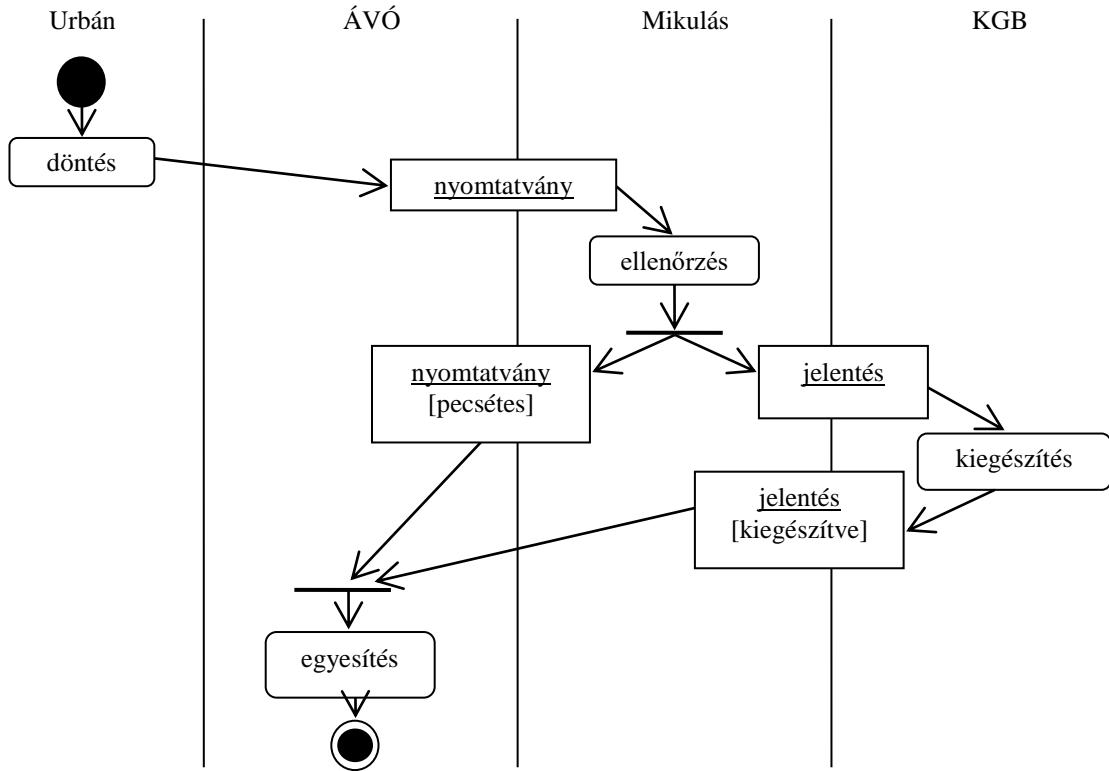 Urbán
ÁVÓ
Mikulás
KGB
döntés
nyomtatvány
ellenőrzés
nyomtatvány
[pecsétes]
jelentés
kiegészítés
jelentés
[kiegészítve]
egyesítés